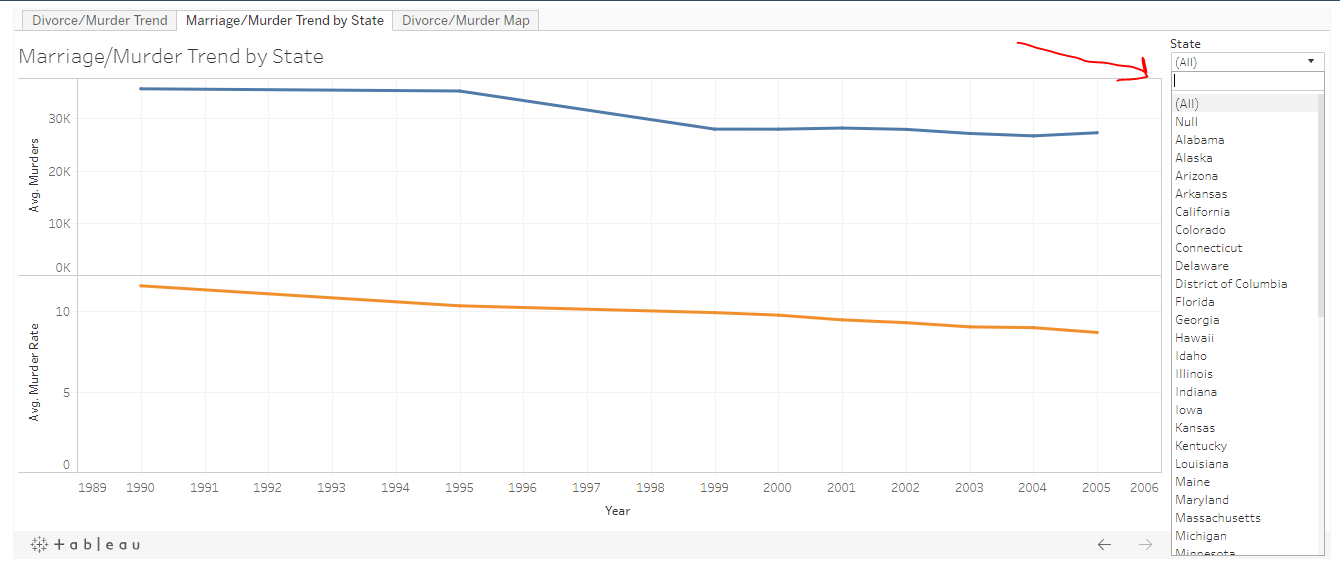 Divorce/Murder Trend
Marriage/Murder Trend by State
Divorce/Murder Map
Marriage/Murder Trend by State
Avg. Murders
30K
20K
10K
0K
Avg. Murder Rate
10
5
0
1989 1990 1991 1992 1993 1994 1995 1996 1997 1998 1999 2000 2001 2002 2003 2004 2005 2006
Year
State
(All)
(All)
Null
Alabama
Alaska
Arizona
Arkansas
California
Colorado
Connecticut
Delaware
District of Columbia
Florida
Georgia
Hawaii
Idaho
Illinois
Indiana
Iowa
Kansas
Kentucky
Louisiana
Maine
Maryland
Massachusetts
Michigan
Minnesota
+ a b l e a u